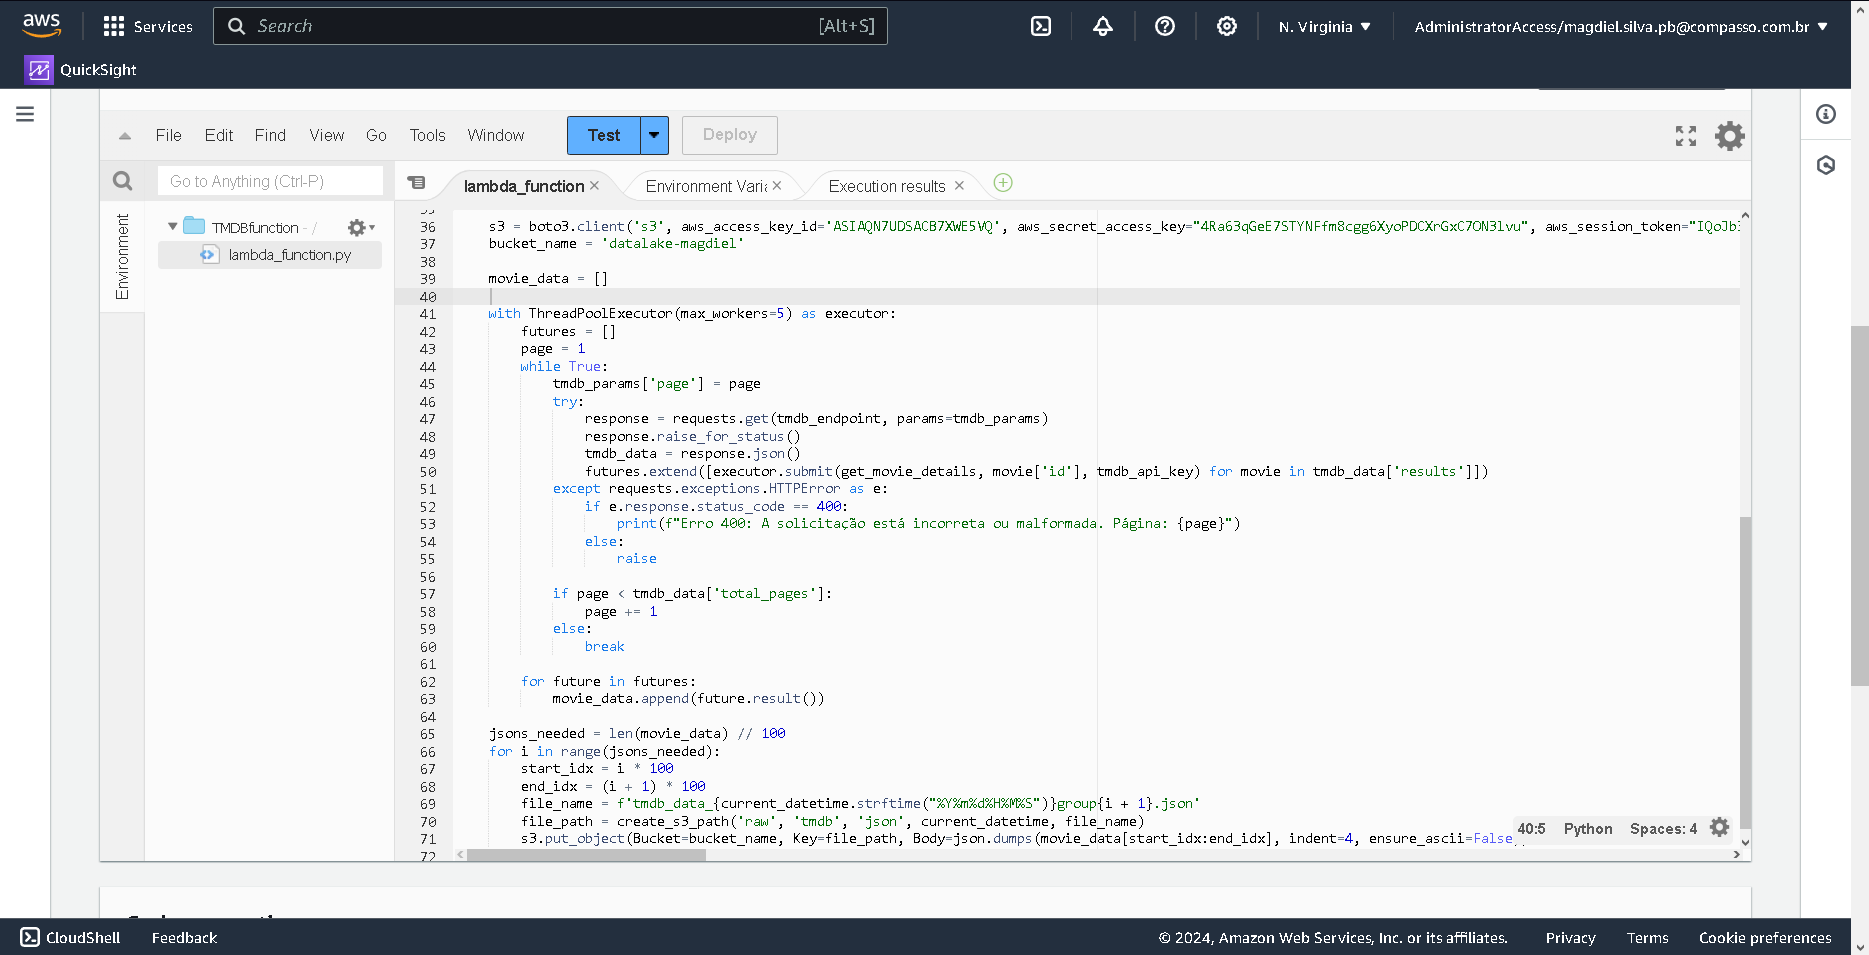 aws
Services
Search
[Alt+S]
N. Virginia
AdministratorAccess/magdiel.silva.pb@compasso.com.br
QuickSight
File Edit Find View Go Tools Window
Test
Deploy
Go to Anything (Ctrl-P)
lambda_function
Environment Vari
Execution results
Environment
TMDBfunction - /
lambda_function.py
36 s3 = boto3.client('s3', aws_access_key_id='ASIAQN7UDSACB7XWE5VQ', aws_secret_access_key="4Ra63qGeE7STYNFfm8cgg6XyoPDCXrGxC7ON3lvu", aws_session_token="IQoJb3
37 bucket_name = 'datalake-magdiel'
38
39 movie_data = []
40
41 with ThreadPoolExecutor(max_workers=5) as executor:
42 futures = []
43 page = 1
44 while True:
45 tmdb_params['page'] = page
46 try:
47 response = requests.get(tmdb_endpoint, params=tmdb_params)
48 response.raise_for_status()
49 tmdb_data = response.json()
50 futures.extend([executor.submit(get_movie_details, movie['id'], tmdb_api_key) for movie in tmdb_data['results']])
51 except requests.exceptions.HTTPError as e:
52 if e.response.status_code == 400:
53 print(f"Erro 400: A solicitação está incorreta ou malformada. Página: {page}")
54 else:
55 raise
56
57 if page < tmdb_data['total_pages']:
58 page += 1
59 else:
60 break
61
62 for future in futures:
63 movie_data.append(future.result())
64
65 jsons_needed = len(movie_data) // 100
66 for i in range(jsons_needed):
67 start_idx = i * 100
68 end_idx = (i + 1) * 100
69 file_name = f'tmdb_data_{current_datetime.strftime("%Y%m%d%H%M%S")}group{i + 1}.json'
70 file_path = create_s3_path('raw', 'tmdb', 'json', current_datetime, file_name)
71 s3.put_object(Bucket=bucket_name, Key=file_path, Body=json.dumps(movie_data[start_idx:end_idx], indent=4, ensure_ascii=False
72
40:5 Python Spaces: 4
CloudShell
Feedback
© 2024, Amazon Web Services, Inc. or its affiliates.
Privacy
Terms
Cookie preferences